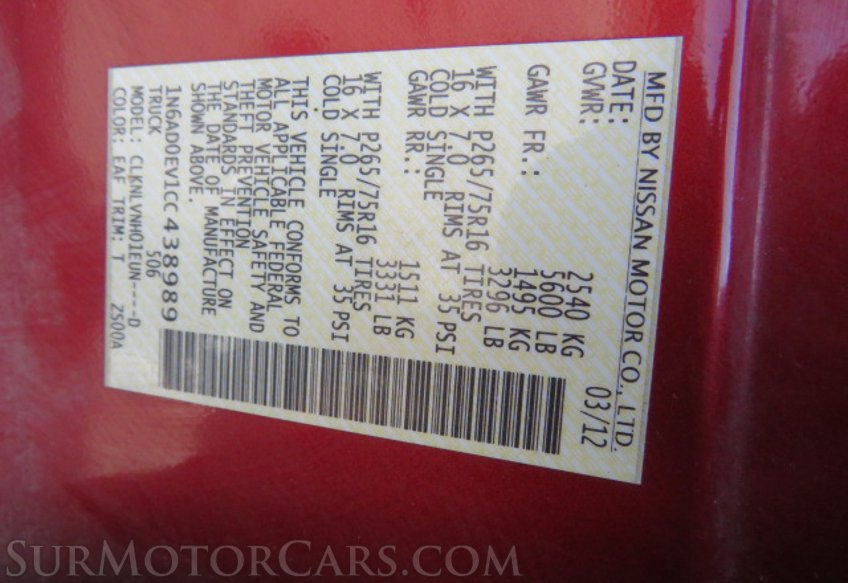 MFD BY NISSAN MOTOR CO., LTD.
DATE: 03/12
GVWR: 2540 KG
5600 LB
GAWR FR.: 1495 KG
3296 LB
WITH P265/75R16 TIRES
16 X 7.0 RIMS AT 35 PSI
COLD SINGLE
GAWR RR.: 1511 KG
3331 LB
WITH P265/75R16 TIRES
16 X 7.0 RIMS AT 35 PSI
COLD SINGLE
THIS VEHICLE CONFORMS TO
ALL APPLICABLE FEDERAL
MOTOR VEHICLE SAFETY AND
THEFT PREVENTION
STANDARDS IN EFFECT ON
THE DATE OF MANUFACTURE
SHOWN ABOVE.
1N6AD0EV1CC438989
TRUCK 506
MODEL: CLRNLVNH01EUN----D
COLOR: EAF TRIM: T ZS00A
SurMotorCars.com